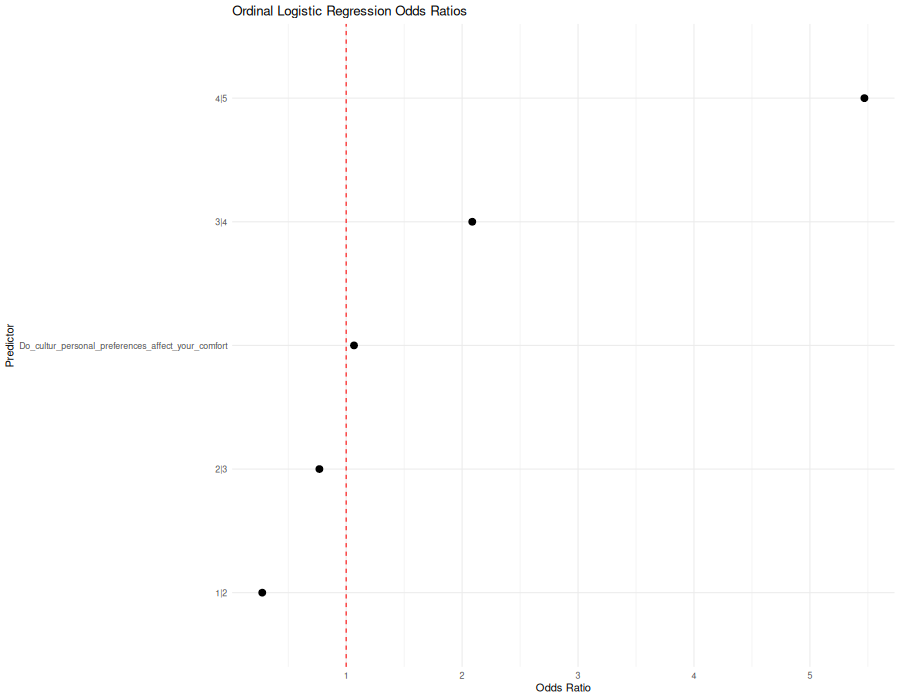 Ordinal Logistic Regression Odds Ratios
4|5
3|4
Do_cultur_personal_preferences_affect_your_comfort
2|3
1|2
Predictor
1 2 3 4 5
Odds Ratio